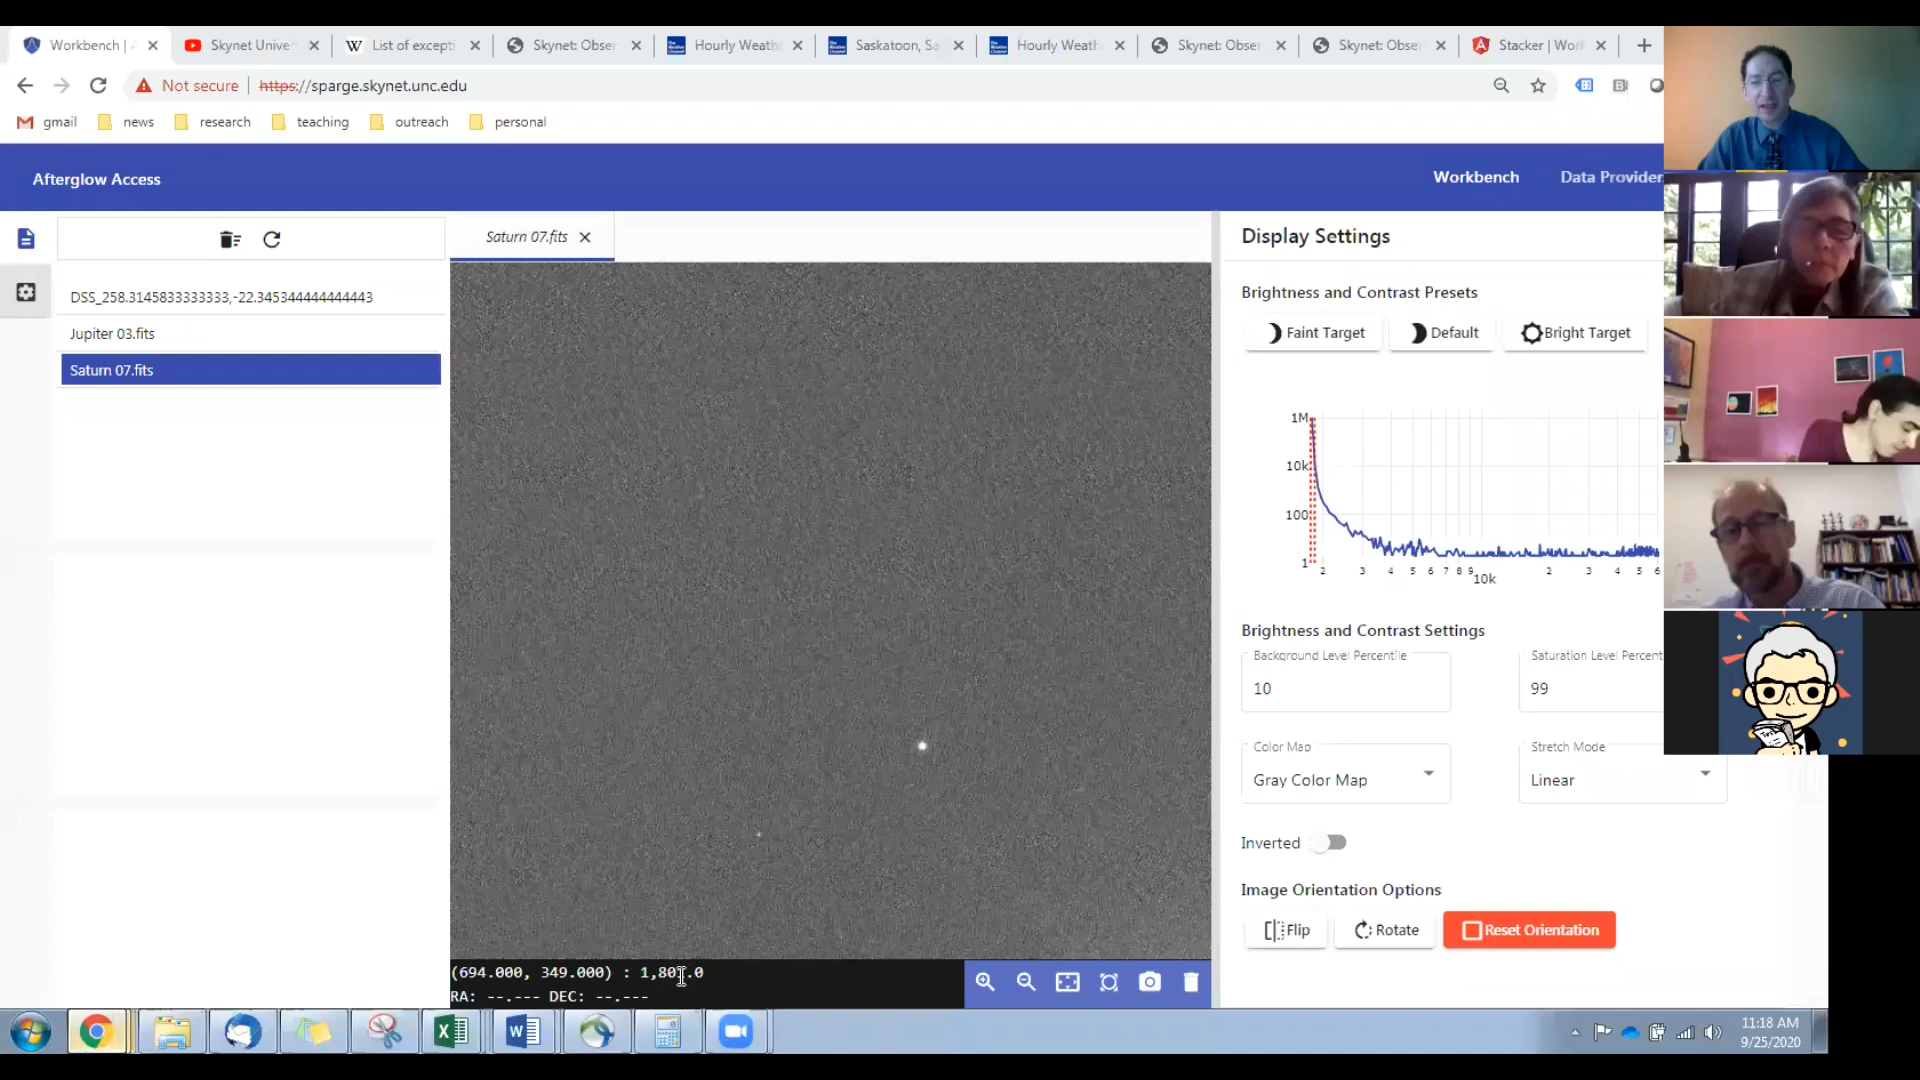 Workbench |
Skynet Unive
List of excepti
Skynet: Obser
Hourly Weath
Saskatoon, Sa
Hourly Weath
Skynet: Obser
Skynet: Obser
Stacker | Wor
Not secure | https://sparge.skynet.unc.edu
gmail news research teaching outreach personal
Afterglow Access
Workbench Data Provider
Saturn 07.fits
Display Settings
DSS_258.3145833333333,-22.345344444444443
Jupiter 03.fits
Saturn 07.fits
Brightness and Contrast Presets
Faint Target Default Bright Target
1M
10k
100
1
2 3 4 5 6 7 8 9 10k 2 3 4 5 6
Brightness and Contrast Settings
Background Level Percentile
10
Saturation Level Percent
99
Color Map
Gray Color Map
Stretch Mode
Linear
Inverted
Image Orientation Options
Flip Rotate Reset Orientation
(694.000, 349.000) :
RA: --.--- DEC: --.---
11:18 AM
9/25/2020